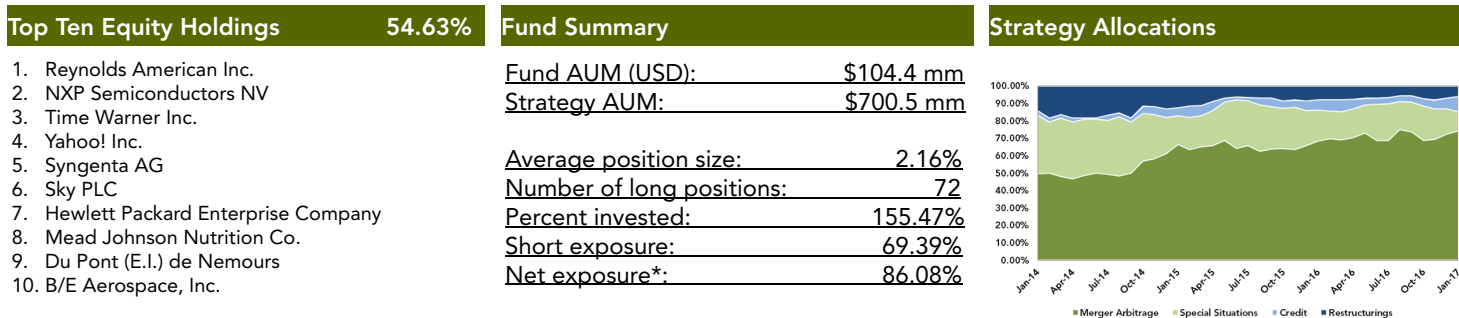 Top Ten Equity Holdings 54.63%
1. Reynolds American Inc.
2. NXP Semiconductors NV
3. Time Warner Inc.
4. Yahoo! Inc.
5. Syngenta AG
6. Sky PLC
7. Hewlett Packard Enterprise Company
8. Mead Johnson Nutrition Co.
9. Du Pont (E.I.) de Nemours
10. B/E Aerospace, Inc.
Fund Summary
Fund AUM (USD): $104.4 mm
Strategy AUM: $700.5 mm
Average position size: 2.16%
Number of long positions: 72
Percent invested: 155.47%
Short exposure: 69.39%
Net exposure*: 86.08%
Strategy Allocations
100.00%
90.00%
80.00%
70.00%
60.00%
50.00%
40.00%
30.00%
20.00%
10.00%
0.00%
Jan-14 Apr-14 Jul-14 Oct-14 Jan-15 Apr-15 Jul-15 Oct-15 Jan-16 Apr-16 Jul-16 Oct-16 Jan-17
Merger Arbitrage Special Situations Credit Restructurings